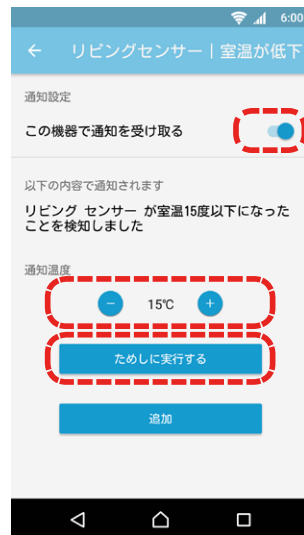 6:00
リビングセンサー｜室温が低下
通知設定
この機器で通知を受け取る
以下の内容で通知されます
リビング センサー が室温15度以下になった
ことを検知しました
通知温度
15℃
ためしに実行する
追加